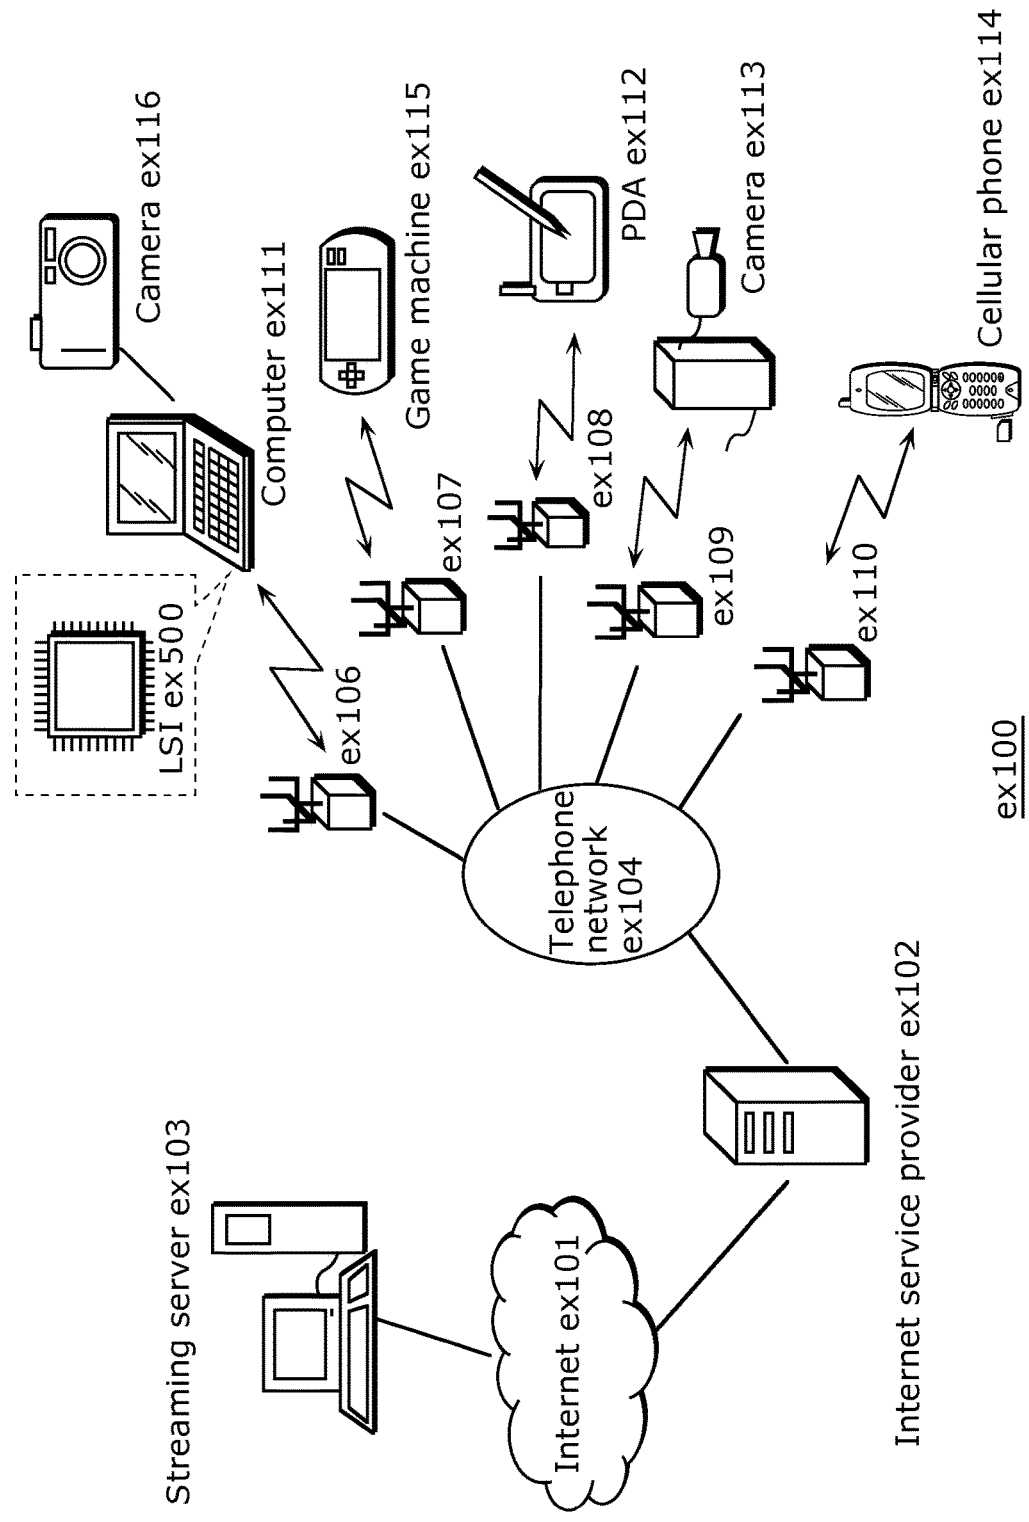 Camera ex116
LSI ex500
Computer ex111
Streaming server ex103
ex106
Game machine ex115
ex107
Internet ex101
Telephone
network
ex104
ex108
PDA ex112
ex109
Camera ex113
ex110
Internet service provider ex102
Cellular phone ex114
ex100